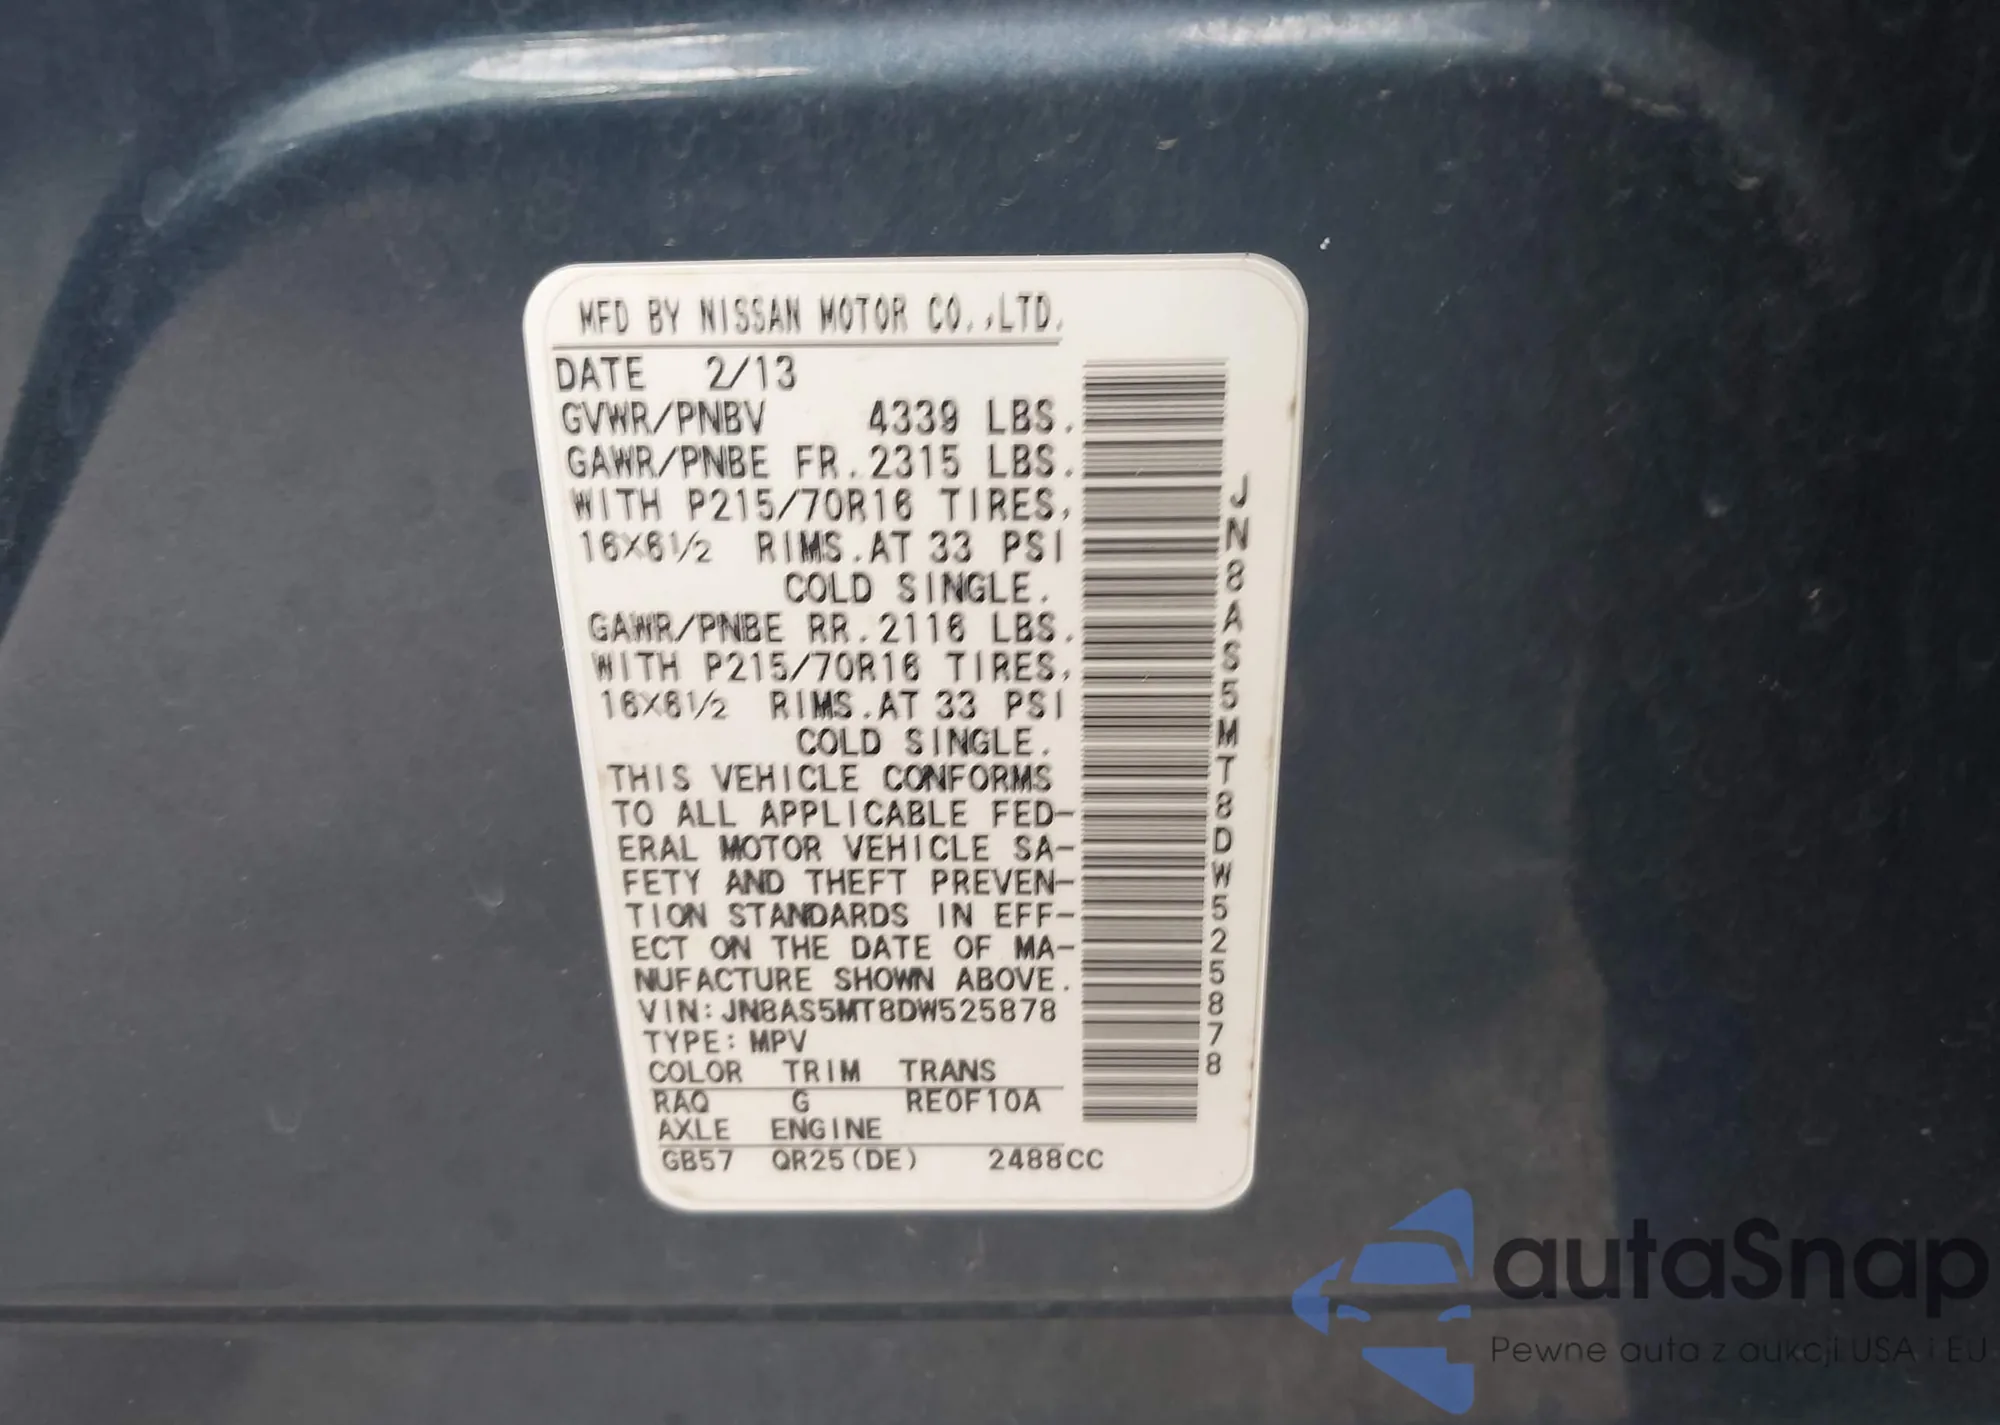 MFD BY NISSAN MOTOR CO.,LTD.
DATE 2/13
GVWR/PNBV 4339 LBS.
GAWR/PNBE FR.2315 LBS.
WITH P215/70R16 TIRES,
16X6½ RIMS.AT 33 PSI
COLD SINGLE.
GAWR/PNBE RR.2116 LBS.
WITH P215/70R16 TIRES,
16X6½ RIMS.AT 33 PSI
COLD SINGLE.
THIS VEHICLE CONFORMS
TO ALL APPLICABLE FED-
ERAL MOTOR VEHICLE SA-
FETY AND THEFT PREVEN-
TION STANDARDS IN EFF-
ECT ON THE DATE OF MA-
NUFACTURE SHOWN ABOVE.
VIN:JN8AS5MT8DW525878
TYPE:MPV
COLOR TRIM TRANS
RAQ G RE0F10A
AXLE ENGINE
GB57 QR25(DE) 2488CC
JN8AS5MT8DW525878
autaSnap
Pewne auta z aukcji USA i EU